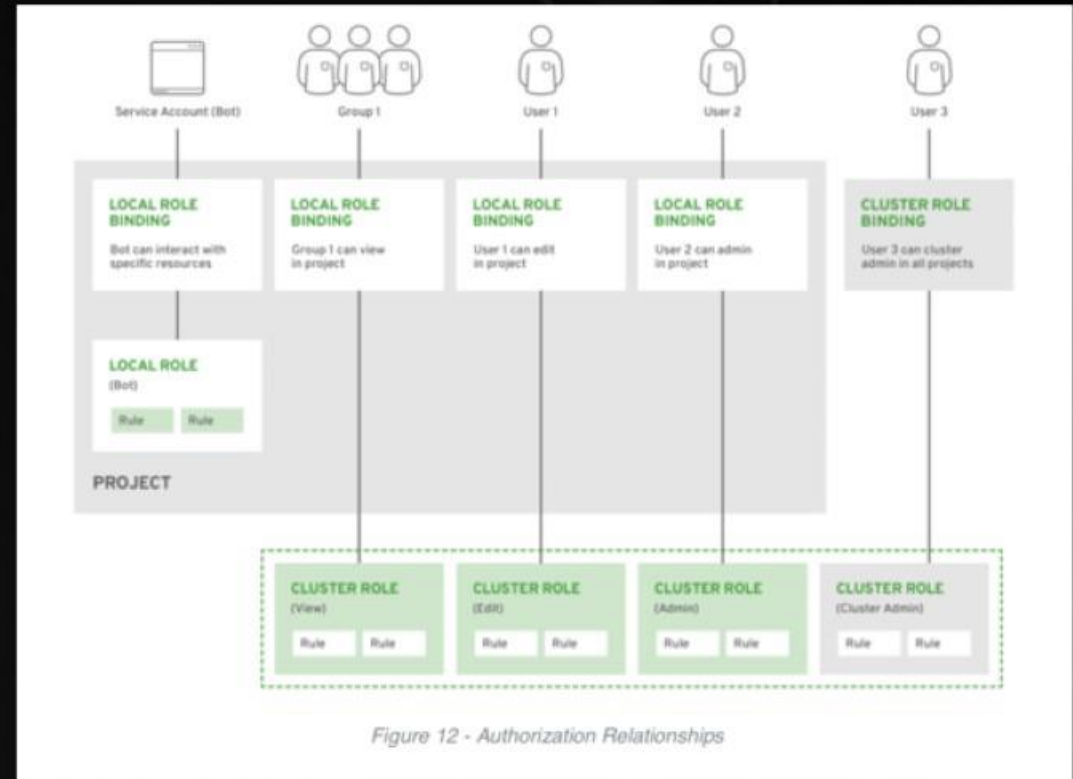 Service Account (Bot)
Group 1
User 1
User 2
User 3
LOCAL ROLE
BINDING
Bot can interact with
specific resources
LOCAL ROLE
BINDING
Group 1 can view
in project
LOCAL ROLE
BINDING
User 1 can edit
in project
LOCAL ROLE
BINDING
User 2 can admin
in project
CLUSTER ROLE
BINDING
User 3 can cluster
admin in all projects
LOCAL ROLE
(Bot)
Rule
Rule
PROJECT
CLUSTER ROLE
(View)
Rule
Rule
CLUSTER ROLE
(Edit)
Rule
Rule
CLUSTER ROLE
(Admin)
Rule
Rule
CLUSTER ROLE
(Cluster Admin)
Rule
Rule
Figure 12 - Authorization Relationships